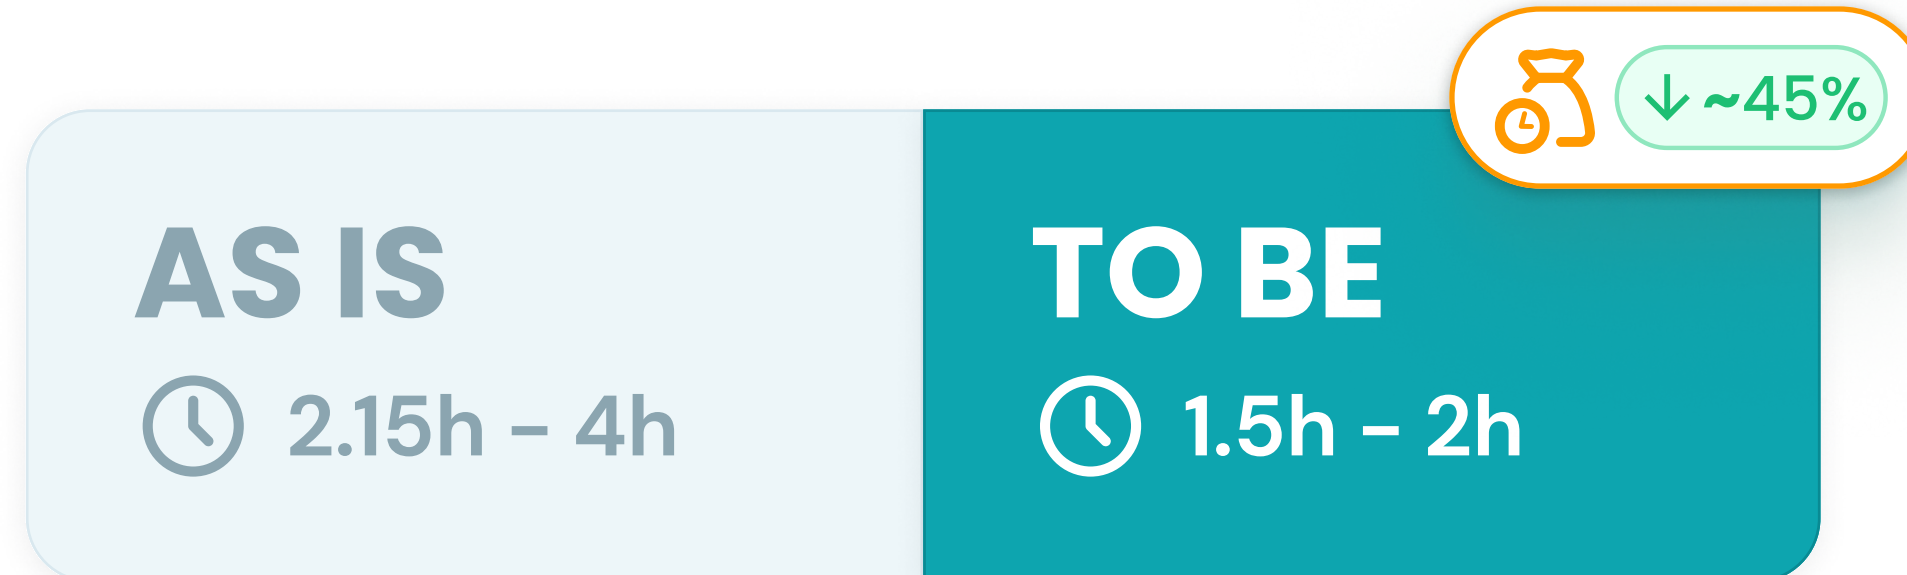 ↓ ~45%
AS IS
2.15h – 4h
TO BE
1.5h – 2h